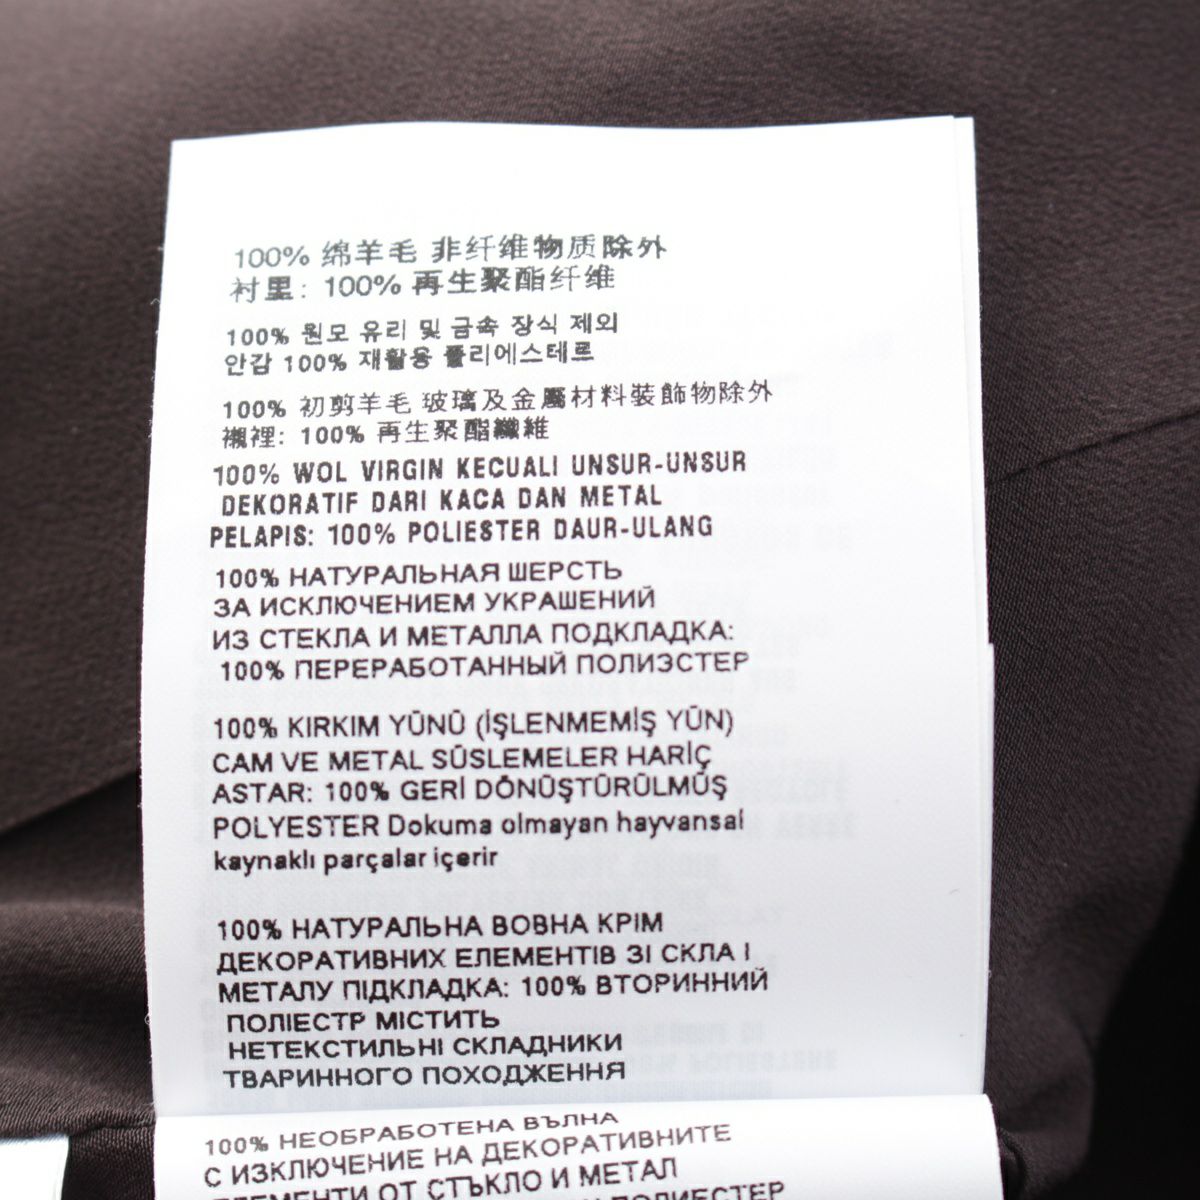 100% 绵羊毛 非纤维物质除外
衬里: 100% 再生聚酯纤维
100% 원모 유리 및 금속 장식 제외
안감 100% 재활용 폴리에스테르
100% 初剪羊毛 玻璃及金屬材料裝飾物除外
襯裡: 100% 再生聚酯纖維
100% WOL VIRGIN KECUALI UNSUR-UNSUR
DEKORATIF DARI KACA DAN METAL
PELAPIS: 100% POLIESTER DAUR-ULANG
100% НАТУРАЛЬНАЯ ШЕРСТЬ
ЗА ИСКЛЮЧЕНИЕМ УКРАШЕНИЙ
ИЗ СТЕКЛА И МЕТАЛЛА ПОДКЛАДКА:
100% ПЕРЕРАБОТАННЫЙ ПОЛИЭСТЕР
100% KIRKIM YÜNÜ (İŞLENMEMİŞ YÜN)
CAM VE METAL SÜSLEMELER HARİÇ
ASTAR: 100% GERİ DÖNÜŞTÜRÜLMÜŞ
POLYESTER Dokuma olmayan hayvansal
kaynaklı parçalar içerir
100% НАТУРАЛЬНА ВОВНА КРІМ
ДЕКОРАТИВНИХ ЕЛЕМЕНТІВ ЗІ СКЛА І
МЕТАЛУ ПІДКЛАДКА: 100% ВТОРИННИЙ
ПОЛІЕСТР МІСТИТЬ
НЕТЕКСТИЛЬНІ СКЛАДНИКИ
ТВАРИННОГО ПОХОДЖЕННЯ
100% НЕОБРАБОТЕНА ВЪЛНА
С ИЗКЛЮЧЕНИЕ НА ДЕКОРАТИВНИТЕ
ЕЛЕМЕНТИ ОТ СТЪКЛО И МЕТАЛ
ПОЛИЕСТЕР